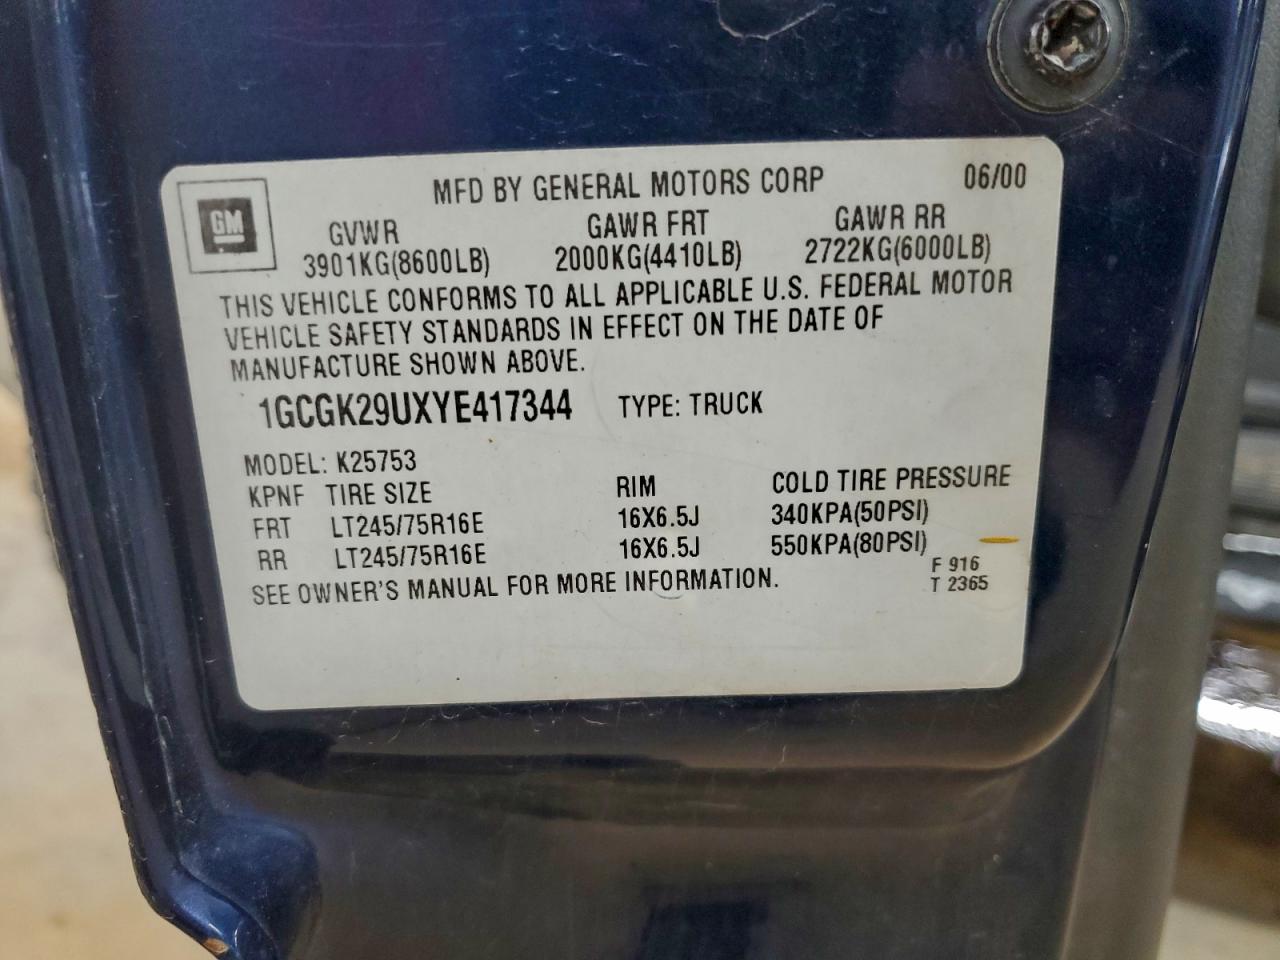 GM
MFD BY GENERAL MOTORS CORP 06/00
GVWR GAWR FRT GAWR RR
3901KG(8600LB) 2000KG(4410LB) 2722KG(6000LB)
THIS VEHICLE CONFORMS TO ALL APPLICABLE U.S. FEDERAL MOTOR
VEHICLE SAFETY STANDARDS IN EFFECT ON THE DATE OF
MANUFACTURE SHOWN ABOVE.
1GCGK29UXYE417344 TYPE: TRUCK
MODEL: K25753
KPNF TIRE SIZE RIM COLD TIRE PRESSURE
FRT LT245/75R16E 16X6.5J 340KPA(50PSI)
RR LT245/75R16E 16X6.5J 550KPA(80PSI)
SEE OWNER'S MANUAL FOR MORE INFORMATION.
F 916
T 2365